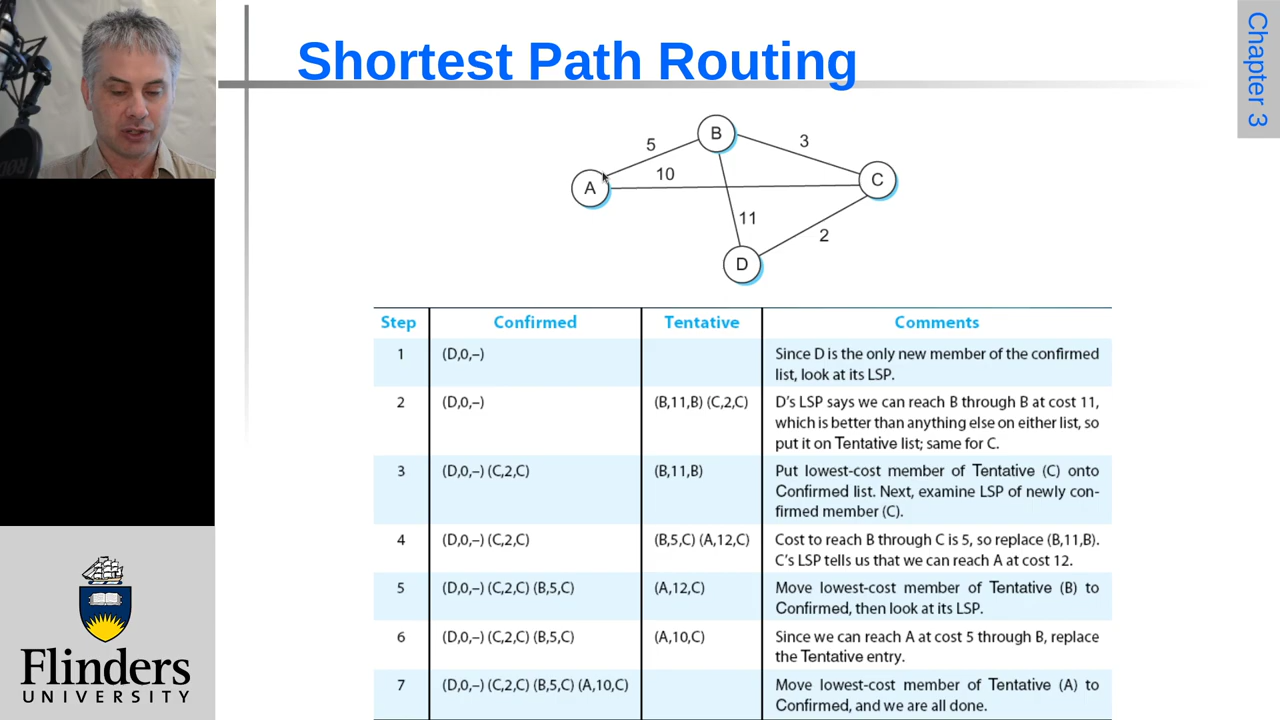 Shortest Path Routing
Chapter 3
B
5
3
10
A
C
11
2
D
Step Confirmed Tentative Comments
1 (D,0,–) Since D is the only new member of the confirmed
list, look at its LSP.
2 (D,0,–) (B,11,B) (C,2,C) D's LSP says we can reach B through B at cost 11,
which is better than anything else on either list, so
put it on Tentative list; same for C.
3 (D,0,–) (C,2,C) (B,11,B) Put lowest-cost member of Tentative (C) onto
Confirmed list. Next, examine LSP of newly con-
firmed member (C).
4 (D,0,–) (C,2,C) (B,5,C) (A,12,C) Cost to reach B through C is 5, so replace (B,11,B).
C's LSP tells us that we can reach A at cost 12.
5 (D,0,–) (C,2,C) (B,5,C) (A,12,C) Move lowest-cost member of Tentative (B) to
Confirmed, then look at its LSP.
6 (D,0,–) (C,2,C) (B,5,C) (A,10,C) Since we can reach A at cost 5 through B, replace
the Tentative entry.
7 (D,0,–) (C,2,C) (B,5,C) (A,10,C) Move lowest-cost member of Tentative (A) to
Confirmed, and we are all done.
Flinders
UNIVERSITY